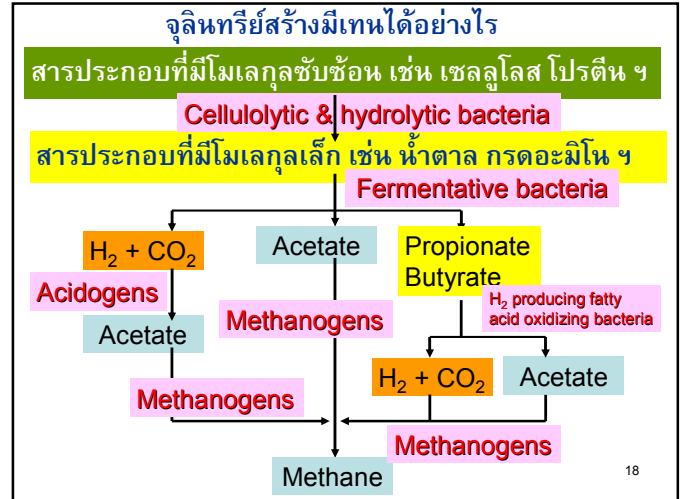 จุลินทรีย์สร้างมีเทนได้อย่างไร
สารประกอบที่มีโมเลกุลซับซ้อน เช่น เซลลูโลส โปรตีน ฯ
Cellulolytic & hydrolytic bacteria
สารประกอบที่มีโมเลกุลเล็ก เช่น น้ำตาล กรดอะมิโน ฯ
Fermentative bacteria
H₂ + CO₂
Acetate
Propionate
Butyrate
Acidogens
Methanogens
H₂ producing fatty
acid oxidizing bacteria
Acetate
H₂ + CO₂
Acetate
Methanogens
Methanogens
Methane
18